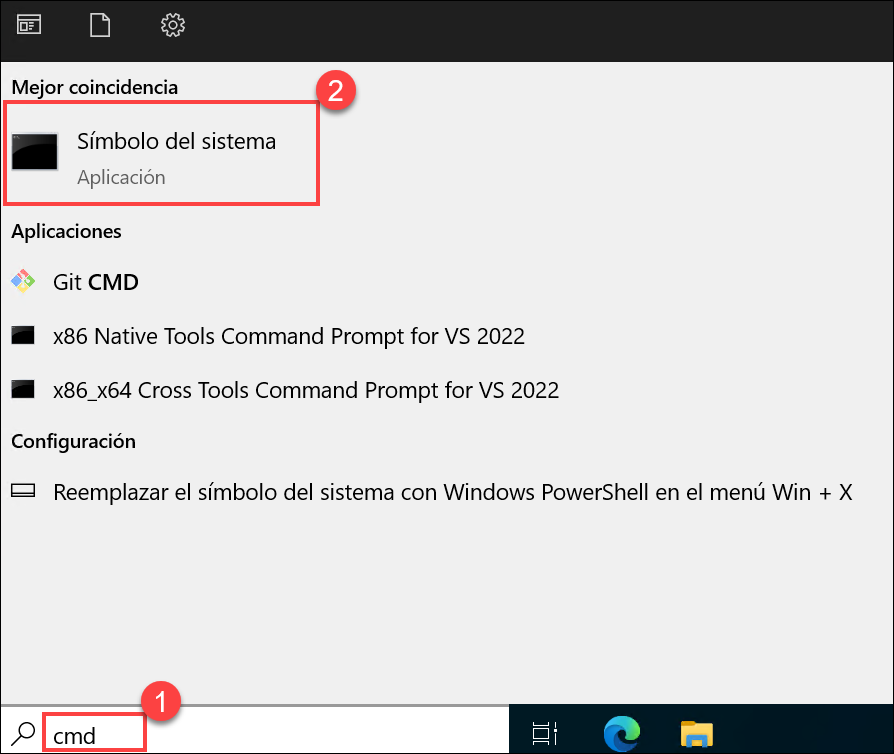 Mejor coincidencia
2
Símbolo del sistema
Aplicación
Aplicaciones
Git CMD
x86 Native Tools Command Prompt for VS 2022
x86_x64 Cross Tools Command Prompt for VS 2022
Configuración
Reemplazar el símbolo del sistema con Windows PowerShell en el menú Win + X
1
cmd